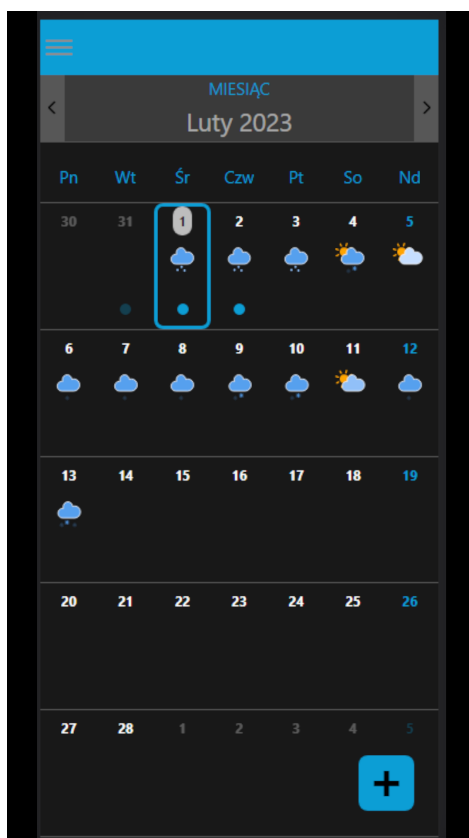 MIESIĄC
Luty 2023
Pn Wt Śr Czw Pt So Nd
30 31 1 2 3 4 5
6 7 8 9 10 11 12
13 14 15 16 17 18 19
20 21 22 23 24 25 26
27 28 1 2 3 4 5